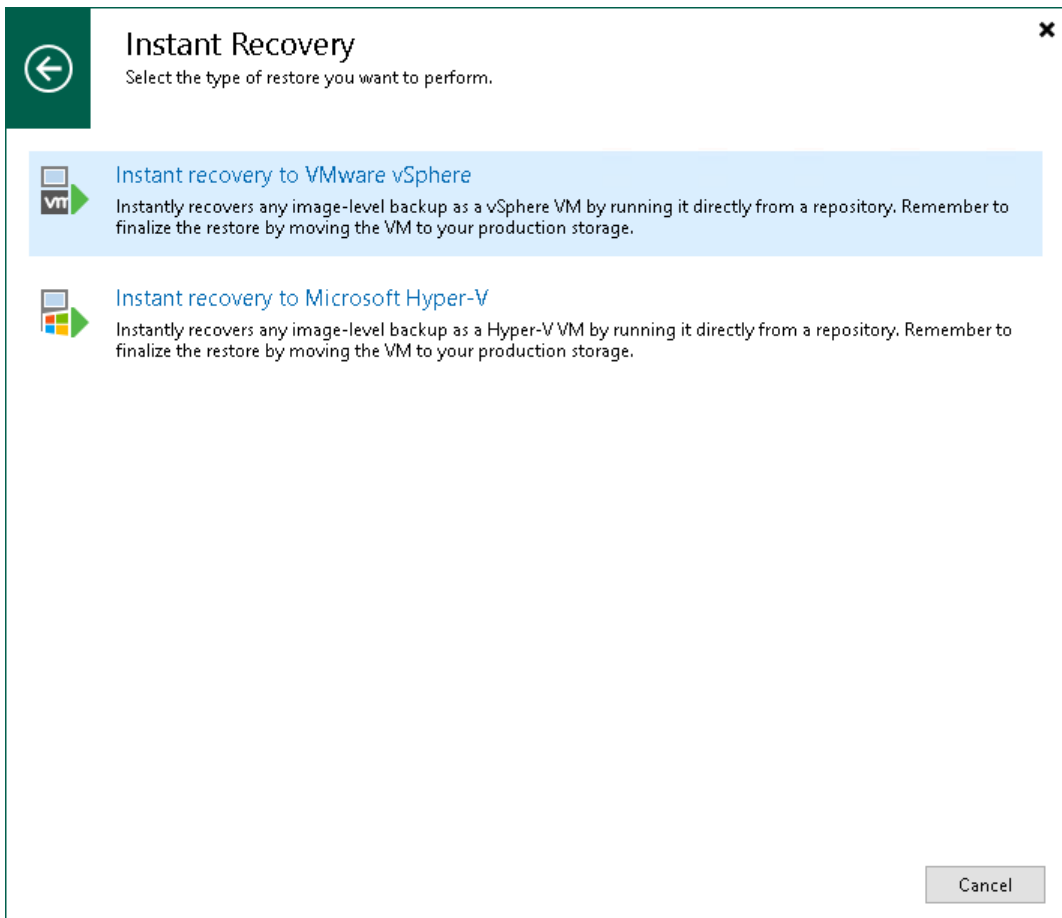 Instant Recovery
Select the type of restore you want to perform.
Instant recovery to VMware vSphere
vm
Instantly recovers any image-level backup as a vSphere VM by running it directly from a repository. Remember to
finalize the restore by moving the VM to your production storage.
Instant recovery to Microsoft Hyper-V
Instantly recovers any image-level backup as a Hyper-V VM by running it directly from a repository. Remember to
finalize the restore by moving the VM to your production storage.
Cancel